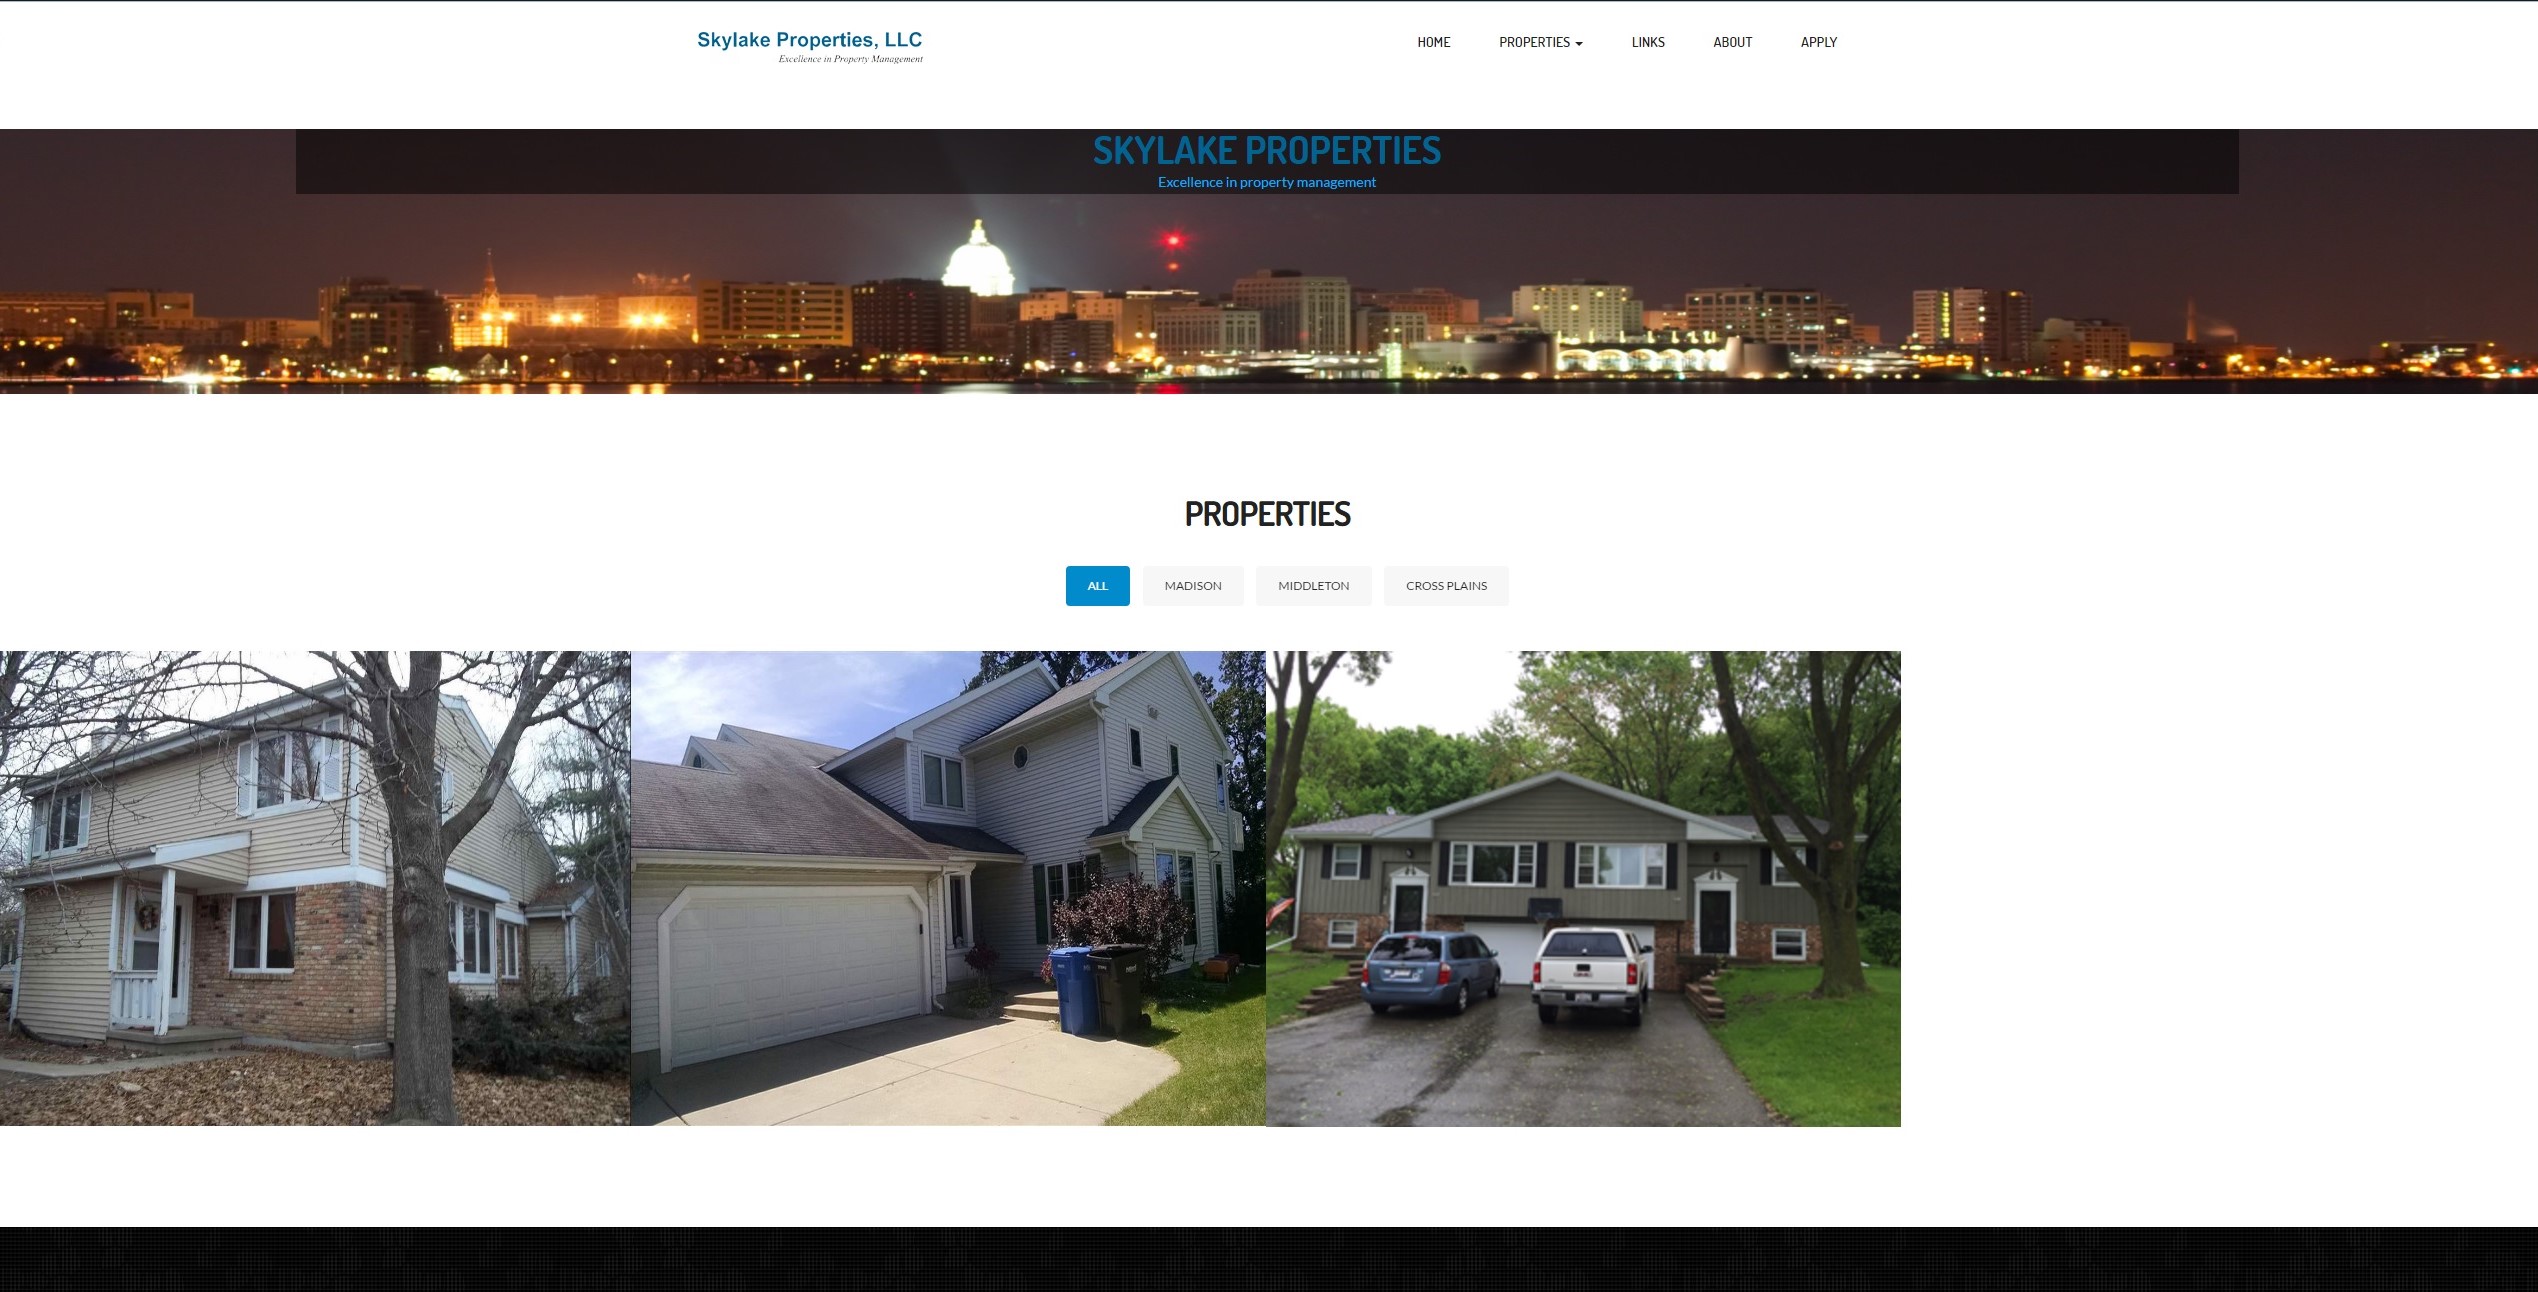 Skylake Properties, LLC
Excellence in Property Management
HOME PROPERTIES LINKS ABOUT APPLY
SKYLAKE PROPERTIES
Excellence in property management
PROPERTIES
ALL MADISON MIDDLETON CROSS PLAINS